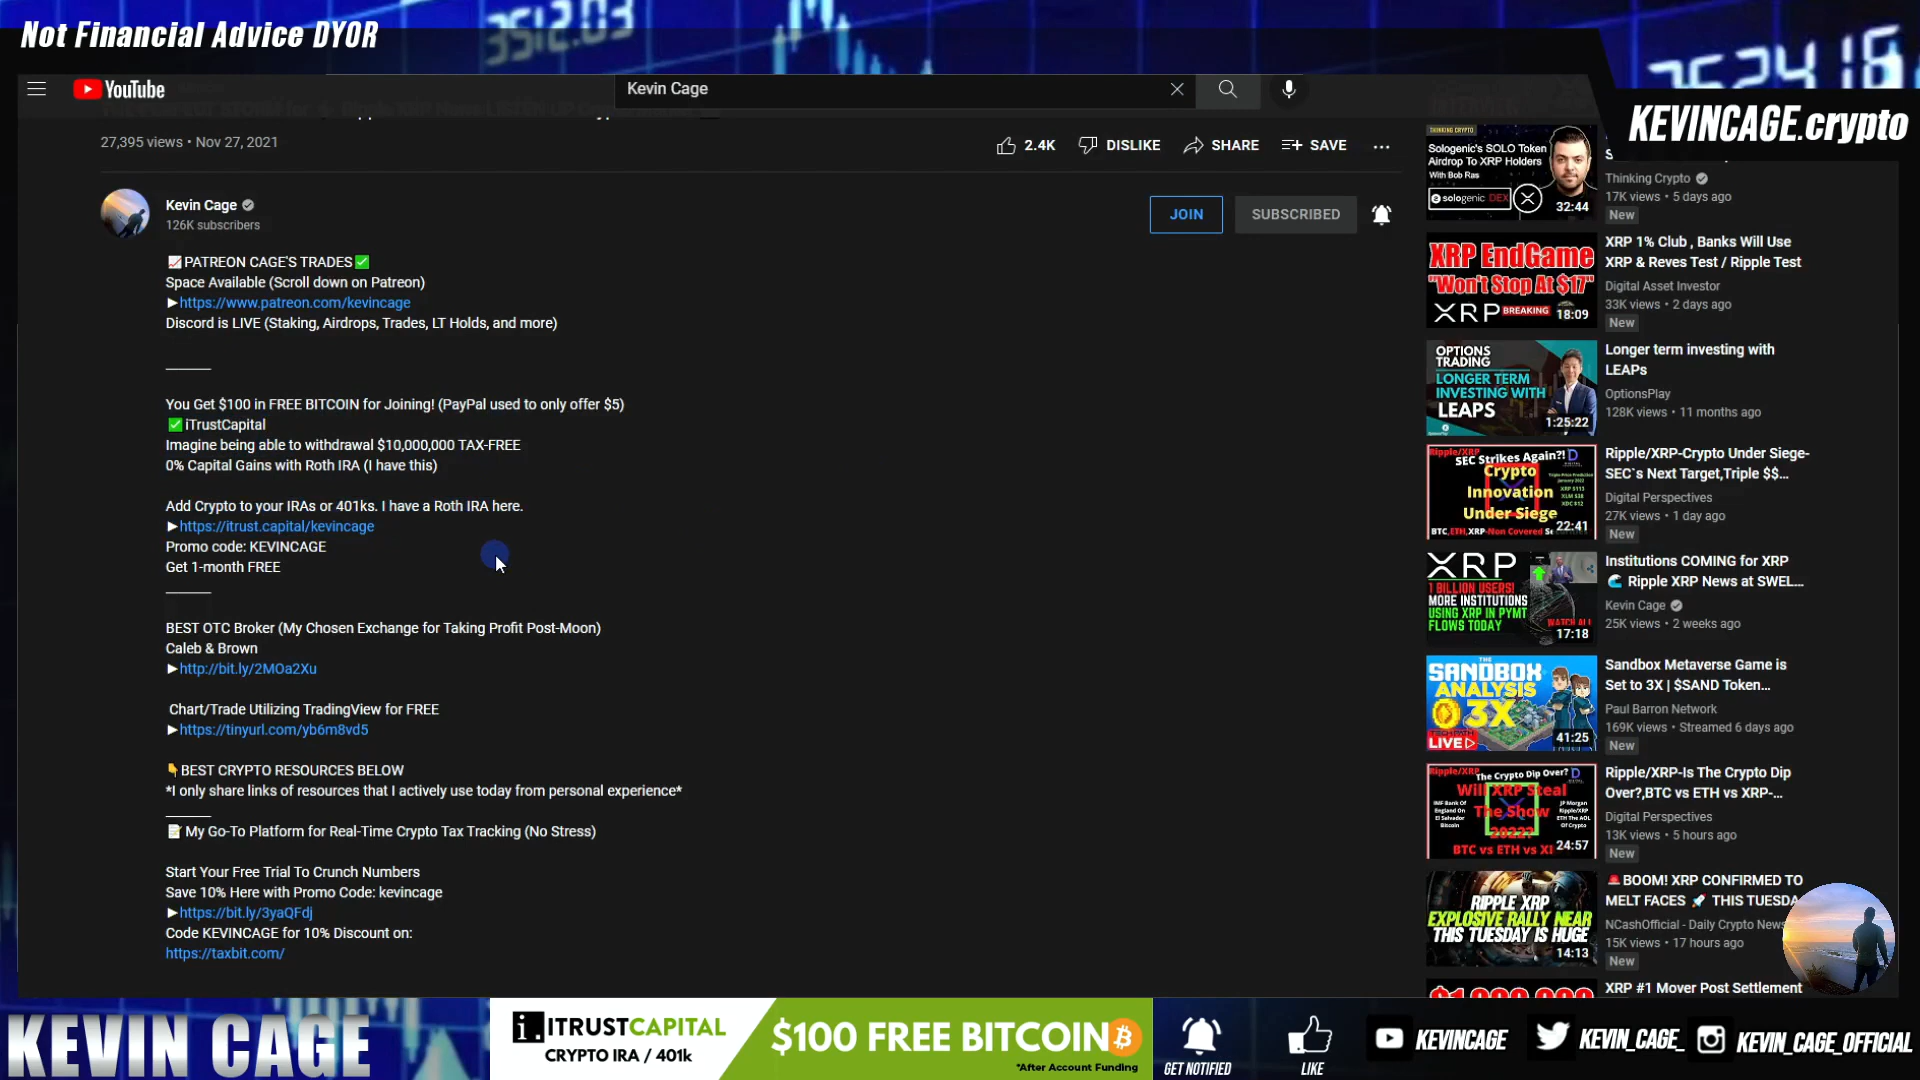 Not Financial Advice DYOR
3512.03
YouTube
Kevin Cage
KEVINCAGE.crypto
27,395 views • Nov 27, 2021
2.4K
DISLIKE
SHARE
SAVE
Kevin Cage
126K subscribers
JOIN
SUBSCRIBED
PATREON CAGE'S TRADES
Space Available (Scroll down on Patreon)
►https://www.patreon.com/kevincage
Discord is LIVE (Staking, Airdrops, Trades, LT Holds, and more)
You Get $100 in FREE BITCOIN for Joining! (PayPal used to only offer $5)
✅ iTrustCapital
Imagine being able to withdrawal $10,000,000 TAX-FREE
0% Capital Gains with Roth IRA (I have this)
Add Crypto to your IRAs or 401ks. I have a Roth IRA here.
►https://itrust.capital/kevincage
Promo code: KEVINCAGE
Get 1-month FREE
BEST OTC Broker (My Chosen Exchange for Taking Profit Post-Moon)
Caleb & Brown
►http://bit.ly/2MOa2Xu
Chart/Trade Utilizing TradingView for FREE
►https://tinyurl.com/yb6m8vd5
BEST CRYPTO RESOURCES BELOW
*I only share links of resources that I actively use today from personal experience*
My Go-To Platform for Real-Time Crypto Tax Tracking (No Stress)
Start Your Free Trial To Crunch Numbers
Save 10% Here with Promo Code: kevincage
►https://bit.ly/3yaQFdj
Code KEVINCAGE for 10% Discount on:
https://taxbit.com/
THINKING CRYPTO
Sologenic's SOLO Token
Airdrop To XRP Holders
With Bob Ras
sologenic DEX
32:44
Thinking Crypto
17K views • 5 days ago
New
XRP EndGame
"Won't Stop At $17"
XRP BREAKING
18:09
XRP 1% Club , Banks Will Use
XRP & Reves Test / Ripple Test
Digital Asset Investor
33K views • 2 days ago
New
OPTIONS
TRADING
LONGER TERM
INVESTING WITH
LEAPS
1:25:22
Longer term investing with
LEAPs
OptionsPlay
128K views • 11 months ago
Ripple/XRP
SEC Strikes Again?!
Crypto
Innovation
Under Siege
22:41
Ripple/XRP-Crypto Under Siege-
SEC`s Next Target,Triple $$...
Digital Perspectives
27K views • 1 day ago
New
XRP
1 BILLION USERS!
MORE INSTITUTIONS
USING XRP IN PYMT
FLOWS TODAY
17:18
Institutions COMING for XRP
🌊 Ripple XRP News at SWEL...
Kevin Cage
25K views • 2 weeks ago
THE
SANDBOX
ANALYSIS
3X
TECHPATH
LIVE
41:25
Sandbox Metaverse Game is
Set to 3X | $SAND Token...
Paul Barron Network
169K views • Streamed 6 days ago
New
Ripple/XRP
The Crypto Dip Over?
Will XRP Steal
The Show
2022?
BTC vs ETH vs XI
24:57
Ripple/XRP-Is The Crypto Dip
Over?,BTC vs ETH vs XRP-...
Digital Perspectives
13K views • 5 hours ago
New
RIPPLE XRP
EXPLOSIVE RALLY NEAR
THIS TUESDAY IS HUGE
14:13
🚨BOOM! XRP CONFIRMED TO
MELT FACES 🚀 THIS TUESDA
NCashOfficial - Daily Crypto News
15K views • 17 hours ago
New
XRP #1 Mover Post Settlement
KEVIN CAGE
i. ITRUSTCAPITAL
CRYPTO IRA / 401k
$100 FREE BITCOIN
*After Account Funding
GET NOTIFIED
LIKE
KEVINCAGE
KEVIN_CAGE_
KEVIN_CAGE_OFFICIAL